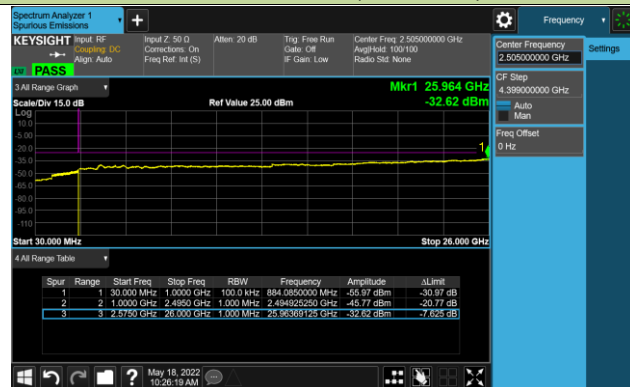 Spectrum Analyzer 1
Spurious Emissions
Frequency
KEYSIGHT
Input: RF
Coupling: DC
Align: Auto
Input Z: 50 Ω
Corrections: On
Freq Ref: Int (S)
Atten: 20 dB
Trig: Free Run
Gate: Off
IF Gain: Low
Center Freq: 2.505000000 GHz
Avg|Hold: 100/100
Radio Std: None
PASS
Center Frequency
2.505000000 GHz
Settings
CF Step
4.399000000 GHz
Auto
Man
Freq Offset
0 Hz
3 All Range Graph
Mkr1 25.964 GHz
Scale/Div 15.0 dB
Ref Value 25.00 dBm
-32.62 dBm
Log
10.0
-5.00
-20.0
-35.0
-50.0
-65.0
-80.0
-95.0
-110
1
Start 30.000 MHz
Stop 26.000 GHz
4 All Range Table
Spur Range Start Freq Stop Freq RBW Frequency Amplitude ΔLimit
1 1 30.000 MHz 1.0000 GHz 100.0 kHz 884.0850000 MHz -55.97 dBm -30.97 dB
2 2 1.0000 GHz 2.4950 GHz 1.000 MHz 2.494925250 GHz -45.77 dBm -20.77 dB
3 3 2.5750 GHz 26.000 GHz 1.000 MHz 25.96369125 GHz -32.62 dBm -7.625 dB
?
May 18, 2022
10:26:19 AM